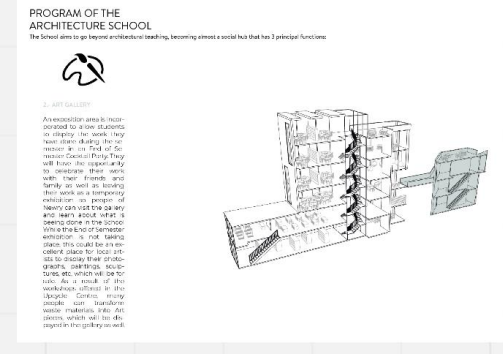 PROGRAM OF THE
ARCHITECTURE SCHOOL
The School aims to go beyond architectural teaching, becoming almost a social hub that has 3 principal functions:
2.- ART GALLERY
An exposition area is incor-
porated to allow students
to display the work they
have done during the se-
mester in an End of Se-
mester Cocktail Party. They
will have the opportunity
to celebrate their work
with their friends and
family as well as leaving
their work as a temporary
exhibition so people of
Newry can visit the gallery
and learn about what is
beeing done in the School
While the End of Semester
exhibition is not taking
place, this could be an ex-
cellent place for local art-
ists to display their photo-
graphs, paintings, sculp-
tures, etc, which will be for
sale. As a result of the
workshops offered in the
Upcycle Centre, many
people can transform
waste materials into Art
pieces, which will be dis-
payed in the gallery as well